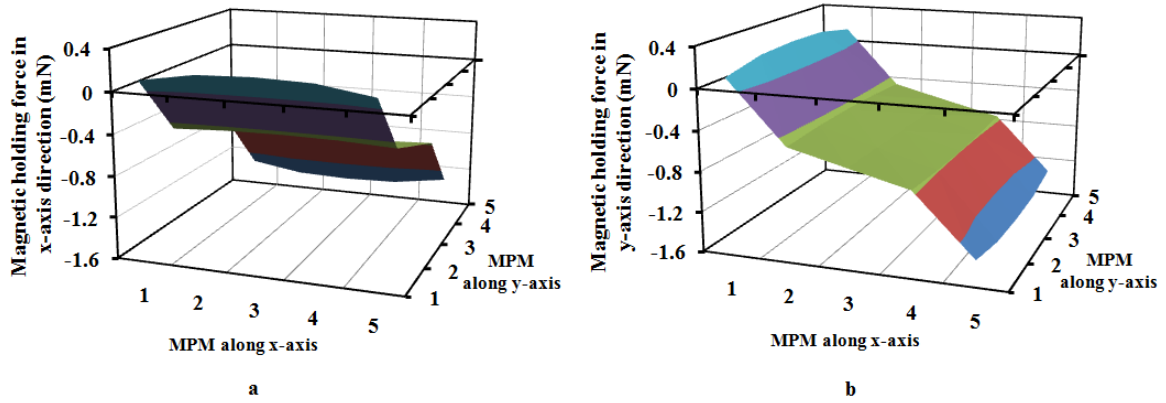 Magnetic holding force in
x-axis direction (mN)
0.4
0
-0.4
-0.8
-1.2
-1.6
1
2
3
4
5
MPM along x-axis
1
2
3
4
5
MPM
along y-axis
a
Magnetic holding force in
y-axis direction (mN)
0.4
0
-0.4
-0.8
-1.2
-1.6
1
2
3
4
5
MPM along x-axis
1
2
3
4
5
MPM
along y-axis
b